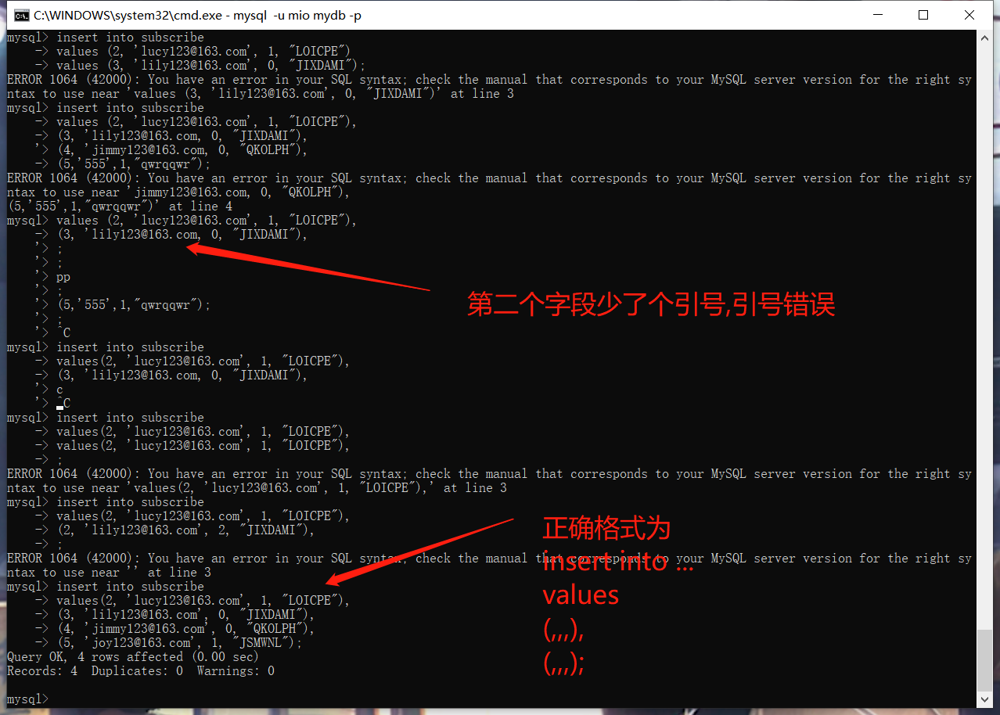 C:\WINDOWS\system32\cmd.exe - mysql  -u mio mydb -p
mysql> insert into subscribe
    -> values (2, 'lucy123@163.com', 1, "LOICPE")
    -> values (3, 'lily123@163.com', 0, "JIXDAMI");
ERROR 1064 (42000): You have an error in your SQL syntax; check the manual that corresponds to your MySQL server version for the right sy
ntax to use near 'values (3, 'lily123@163.com', 0, "JIXDAMI")' at line 3
mysql> insert into subscribe
    -> values (2, 'lucy123@163.com', 1, "LOICPE"),
    -> (3, 'lily123@163.com, 0, "JIXDAMI"),
    '> (4, 'jimmy123@163.com, 0, "QKOLPH"),
    -> (5,'555',1,"qwrqqwr");
ERROR 1064 (42000): You have an error in your SQL syntax; check the manual that corresponds to your MySQL server version for the right sy
ntax to use near 'jimmy123@163.com, 0, "QKOLPH"),
(5,'555',1,"qwrqqwr")' at line 4
mysql> values (2, 'lucy123@163.com', 1, "LOICPE"),
    -> (3, 'lily123@163.com, 0, "JIXDAMI"),
    '> ;
    '> ;
    '> pp
    '> ;
    '> (5,'555',1,"qwrqqwr");
    '> ;
    '> ^C
第二个字段少了个引号,引号错误
mysql> insert into subscribe
    -> values(2, 'lucy123@163.com', 1, "LOICPE"),
    -> (3, 'lily123@163.com, 0, "JIXDAMI"),
    '> c
    '> ^C
mysql> insert into subscribe
    -> values(2, 'lucy123@163.com', 1, "LOICPE"),
    -> values(2, 'lucy123@163.com', 1, "LOICPE"),
    -> ;
ERROR 1064 (42000): You have an error in your SQL syntax; check the manual that corresponds to your MySQL server version for the right sy
ntax to use near 'values(2, 'lucy123@163.com', 1, "LOICPE"),' at line 3
mysql> insert into subscribe
    -> values(2, 'lucy123@163.com', 1, "LOICPE"),
    -> (2, 'lily123@163.com', 2, "JIXDAMI"),
    -> ;
ERROR 1064 (42000): You have an error in your SQL syntax; check the manual that corresponds to your MySQL server version for the right sy
ntax to use near '' at line 3
mysql> insert into subscribe
    -> values(2, 'lucy123@163.com', 1, "LOICPE"),
    -> (3, 'lily123@163.com', 0, "JIXDAMI"),
    -> (4, 'jimmy123@163.com', 0, "QKOLPH"),
    -> (5, 'joy123@163.com', 1, "JSMWNL");
Query OK, 4 rows affected (0.00 sec)
Records: 4  Duplicates: 0  Warnings: 0
正确格式为
insert into ...
values
(,,,),
(,,,);
mysql>